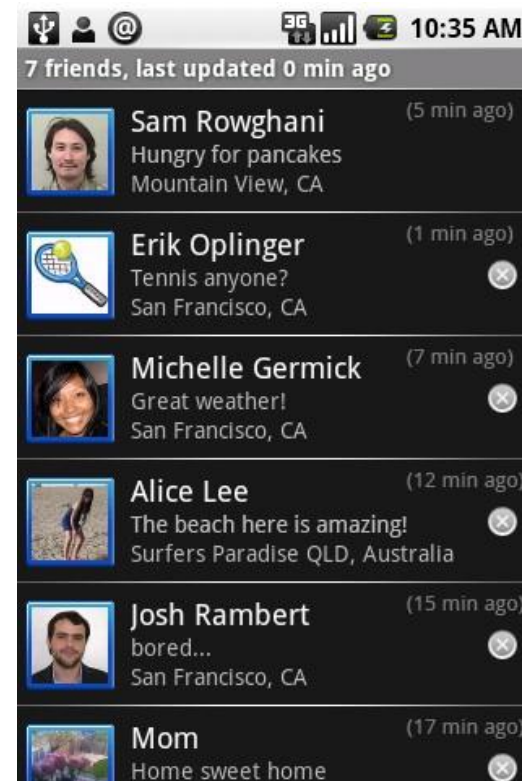 @
3G
10:35 AM
7 friends, last updated 0 min ago
Sam Rowghani
(5 min ago)
Hungry for pancakes
Mountain View, CA
Erik Oplinger
(1 min ago)
Tennis anyone?
San Francisco, CA
Michelle Germick
(7 min ago)
Great weather!
San Francisco, CA
Alice Lee
(12 min ago)
The beach here is amazing!
Surfers Paradise QLD, Australia
Josh Rambert
(15 min ago)
bored...
San Francisco, CA
Mom
(17 min ago)
Home sweet home